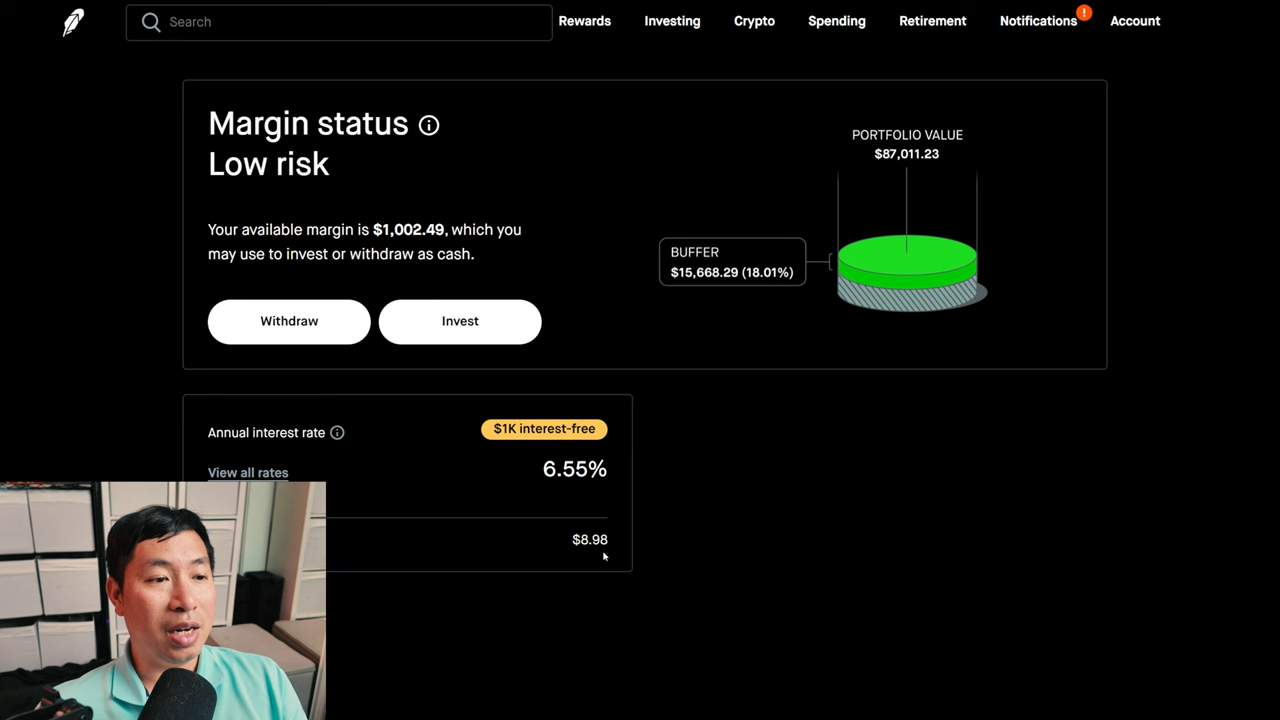 Search
Rewards
Investing
Crypto
Spending
Retirement
Notifications
!
Account
Margin status
Low risk
Your available margin is $1,002.49, which you
may use to invest or withdraw as cash.
Withdraw
Invest
PORTFOLIO VALUE
$87,011.23
BUFFER
$15,668.29 (18.01%)
Annual interest rate
$1K interest-free
View all rates
6.55%
$8.98